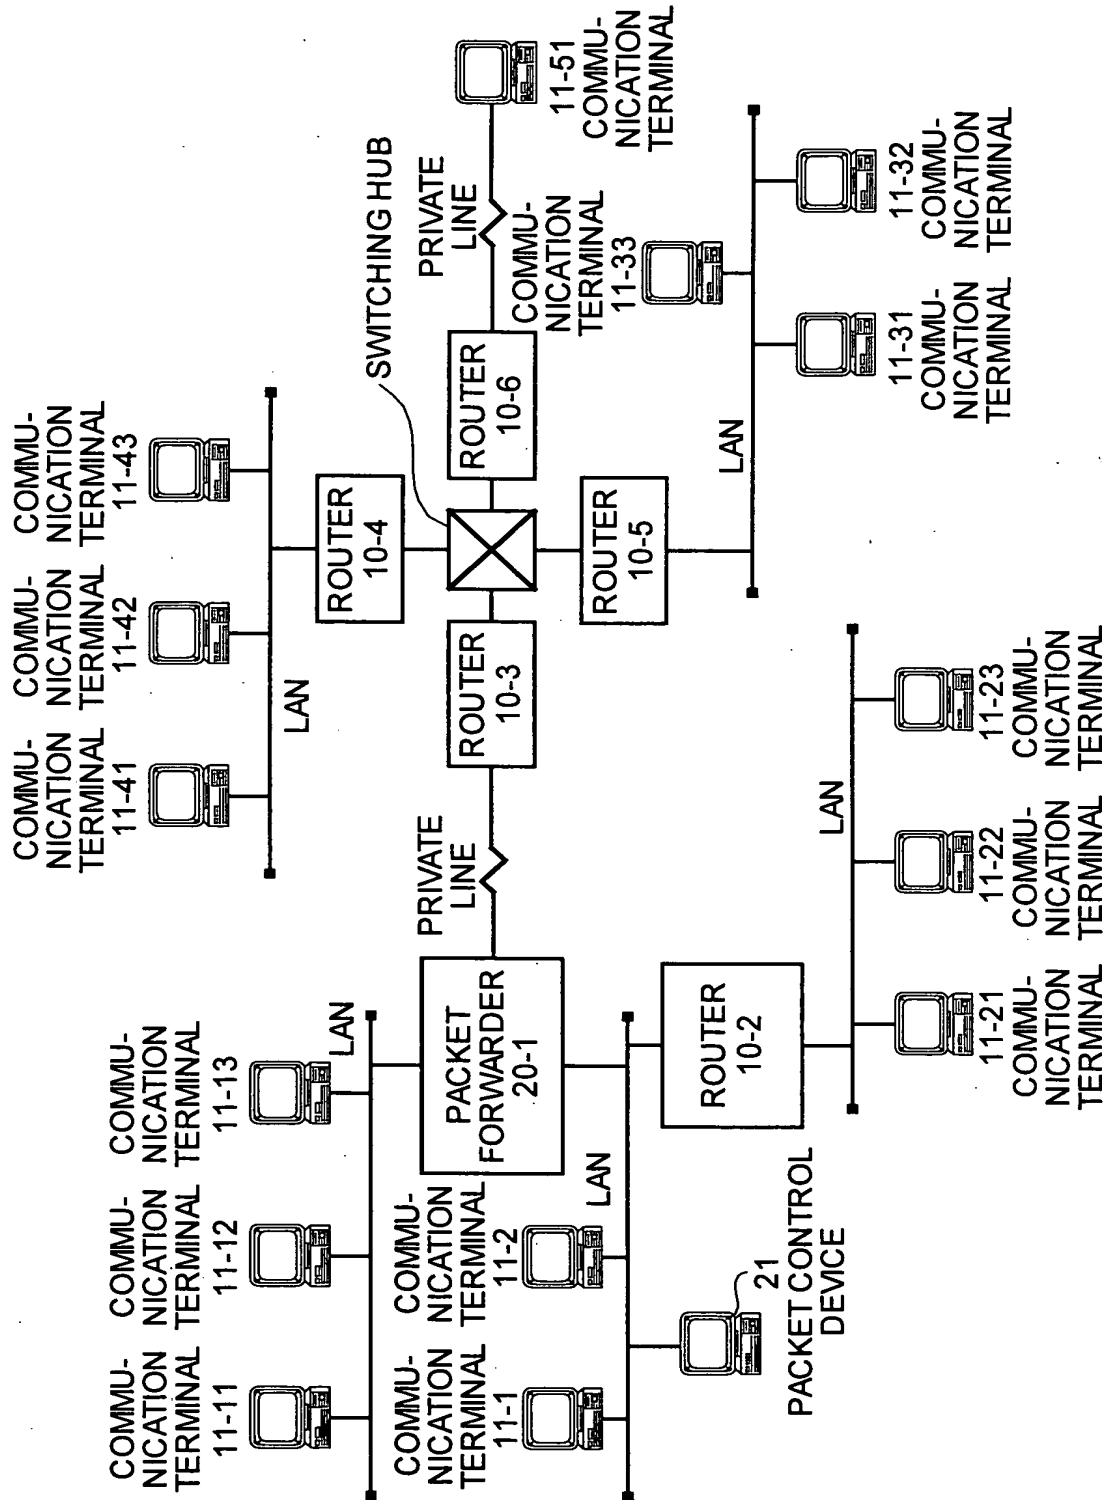 COMMU-
NICATION
TERMINAL
11-11
COMMU-
NICATION
TERMINAL
11-12
COMMU-
NICATION
TERMINAL
11-13
LAN
COMMU-
NICATION
TERMINAL
11-1
COMMU-
NICATION
TERMINAL
11-2
LAN
21
PACKET CONTROL
DEVICE
PACKET
FORWARDER
20-1
ROUTER
10-2
LAN
11-21
COMMU-
NICATION
TERMINAL
11-22
COMMU-
NICATION
TERMINAL
11-23
COMMU-
NICATION
TERMINAL
PRIVATE
LINE
COMMU-
NICATION
TERMINAL
11-41
COMMU-
NICATION
TERMINAL
11-42
COMMU-
NICATION
TERMINAL
11-43
LAN
ROUTER
10-4
ROUTER
10-3
SWITCHING HUB
ROUTER
10-6
ROUTER
10-5
PRIVATE
LINE
11-51
COMMU-
NICATION
TERMINAL
COMMU-
NICATION
TERMINAL
11-33
LAN
11-31
COMMU-
NICATION
TERMINAL
11-32
COMMU-
NICATION
TERMINAL